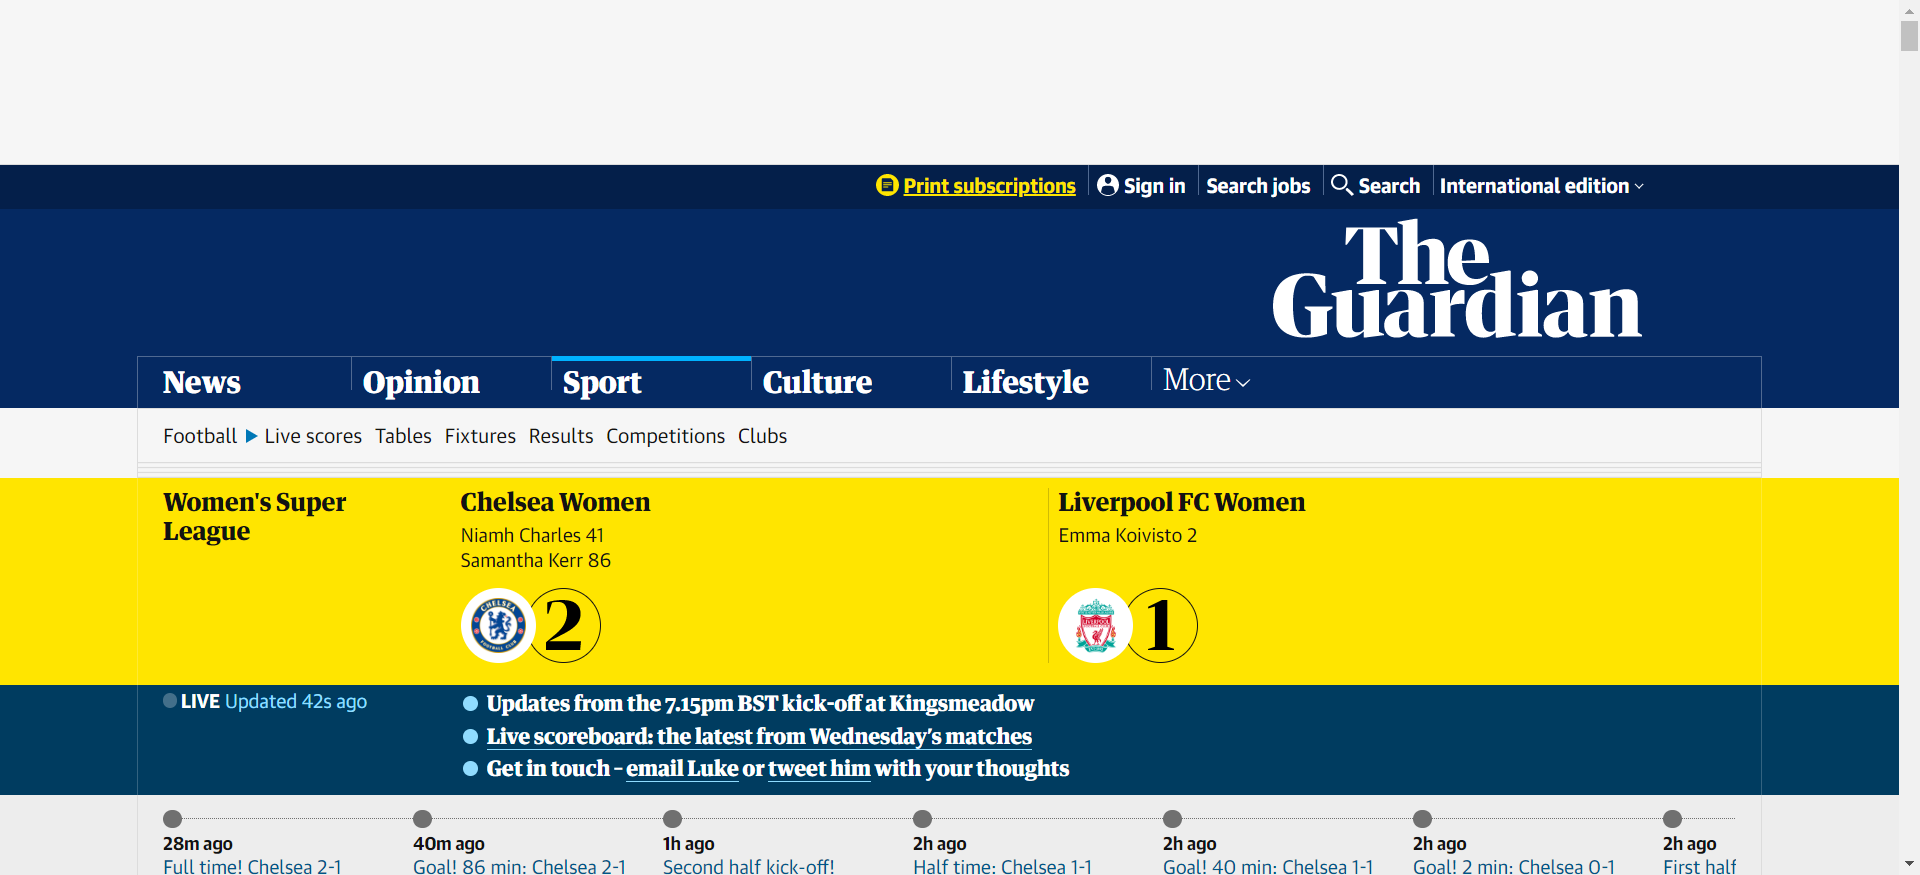 Print subscriptions
Sign in
Search jobs
Search
International edition
The
Guardian
News
Opinion
Sport
Culture
Lifestyle
More
Football
Live scores
Tables
Fixtures
Results
Competitions
Clubs
Women's Super
League
Chelsea Women
Niamh Charles 41
Samantha Kerr 86
CHELSEA
FOOTBALL CLUB
2
Liverpool FC Women
Emma Koivisto 2
LIVERPOOL
1
LIVE Updated 42s ago
Updates from the 7.15pm BST kick-off at Kingsmeadow
Live scoreboard: the latest from Wednesday’s matches
Get in touch – email Luke or tweet him with your thoughts
28m ago
Full time! Chelsea 2-1
40m ago
Goal! 86 min: Chelsea 2-1
1h ago
Second half kick-off!
2h ago
Half time: Chelsea 1-1
2h ago
Goal! 40 min: Chelsea 1-1
2h ago
Goal! 2 min: Chelsea 0-1
2h ago
First half